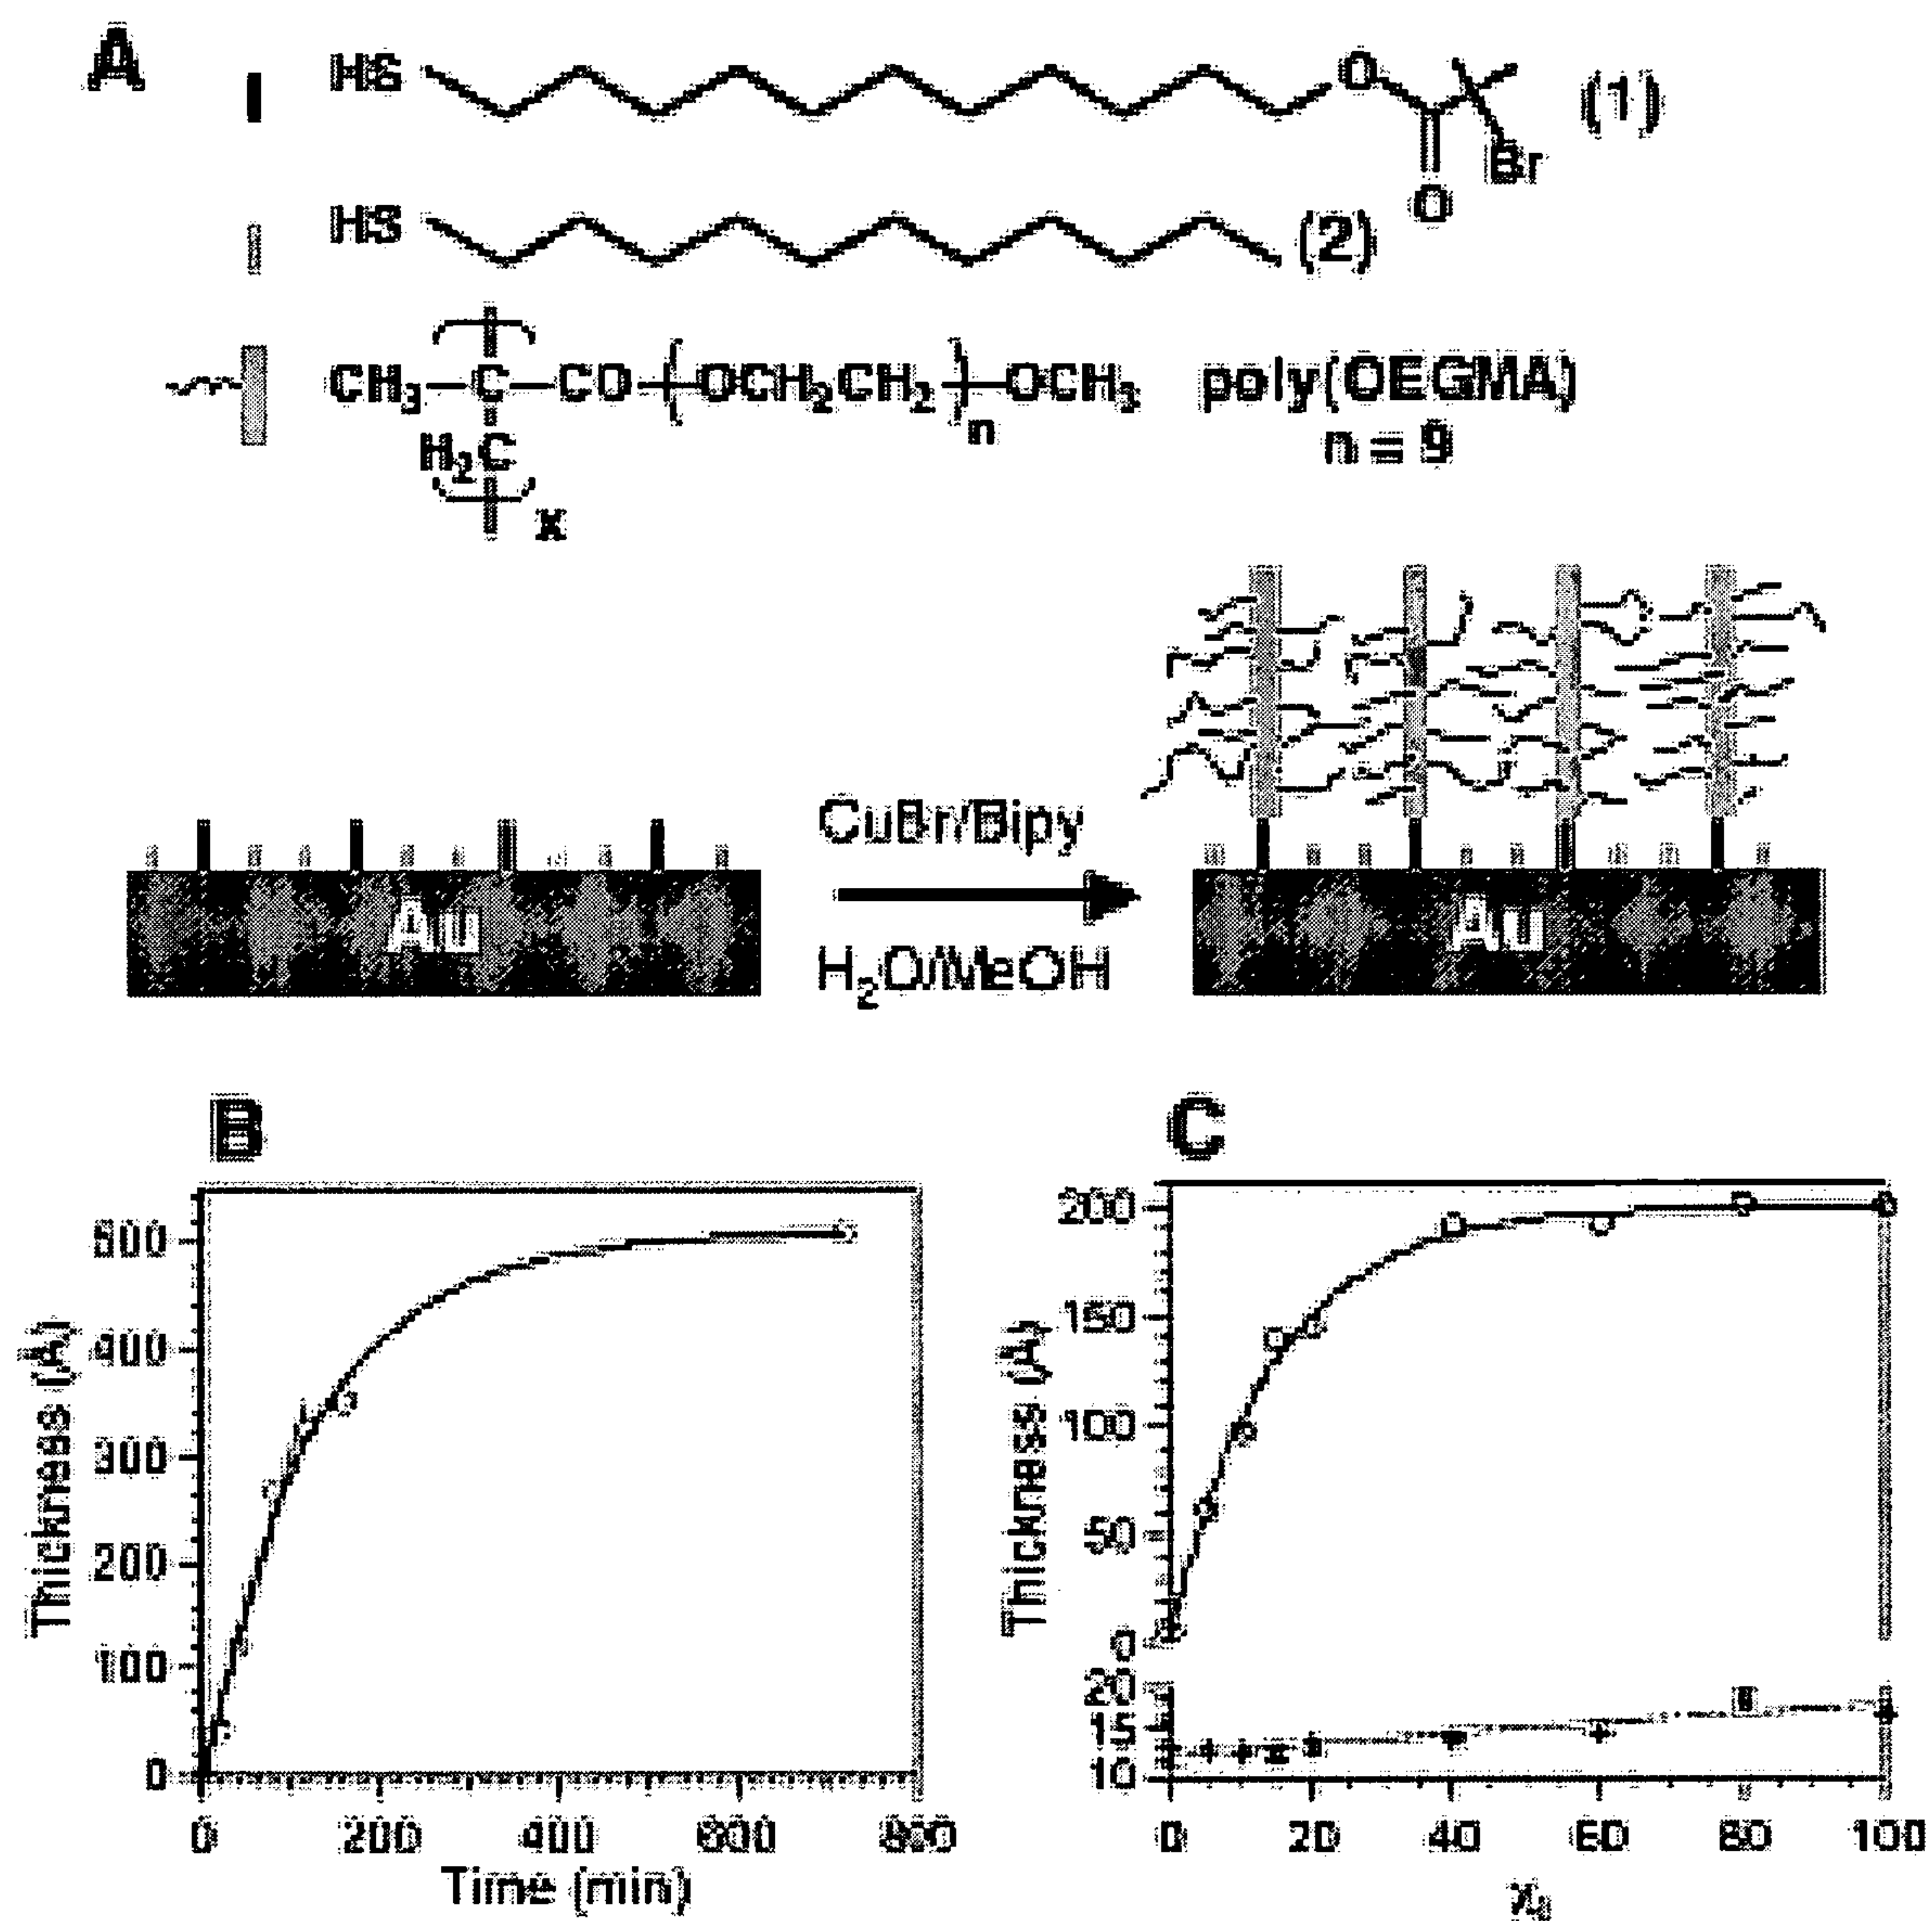 A
HS O (1)
Br
O
HS (2)
CH3—C—CO—(OCH2CH2)n—OCH3 poly(OEGMA)
n = 9
H2C
x
CuBr/Bipy
Au
H2O/MeOH
Au
B
Thickness (Å)
500
400
300
200
100
0
0 200 400 600 800
Time (min)
C
Thickness (Å)
200
150
100
50
0
20
15
10
0 20 40 60 80 100